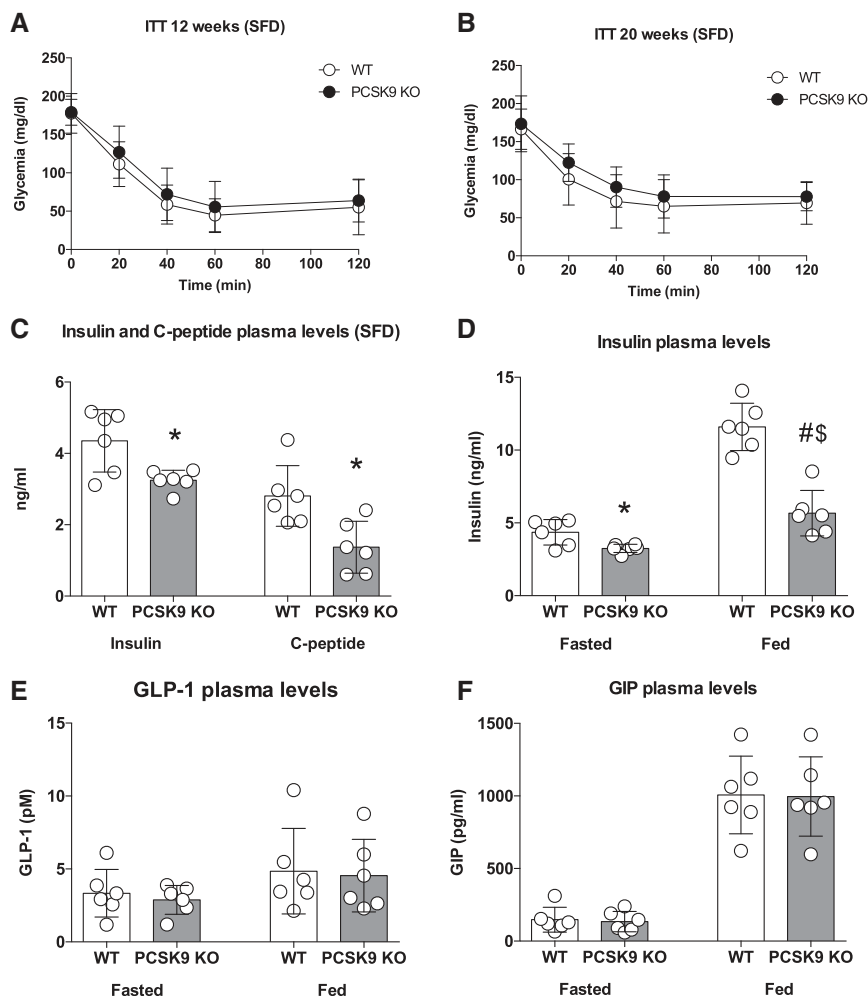 A
ITT 12 weeks (SFD)
WT
PCSK9 KO
Glycemia (mg/dl)
250
200
150
100
50
0
0 20 40 60 80 100 120
Time (min)
B
ITT 20 weeks (SFD)
WT
PCSK9 KO
Glycemia (mg/dl)
250
200
150
100
50
0
0 20 40 60 80 100 120
Time (min)
C
Insulin and C-peptide plasma levels (SFD)
ng/ml
6
4
2
0
*
*
WT PCSK9 KO WT PCSK9 KO
Insulin C-peptide
D
Insulin plasma levels
Insulin (ng/ml)
15
10
5
0
*
#$
WT PCSK9 KO WT PCSK9 KO
Fasted Fed
E
GLP-1 plasma levels
GLP-1 (pM)
15
10
5
0
WT PCSK9 KO WT PCSK9 KO
Fasted Fed
F
GIP plasma levels
GIP (pg/ml)
1500
1000
500
0
WT PCSK9 KO WT PCSK9 KO
Fasted Fed